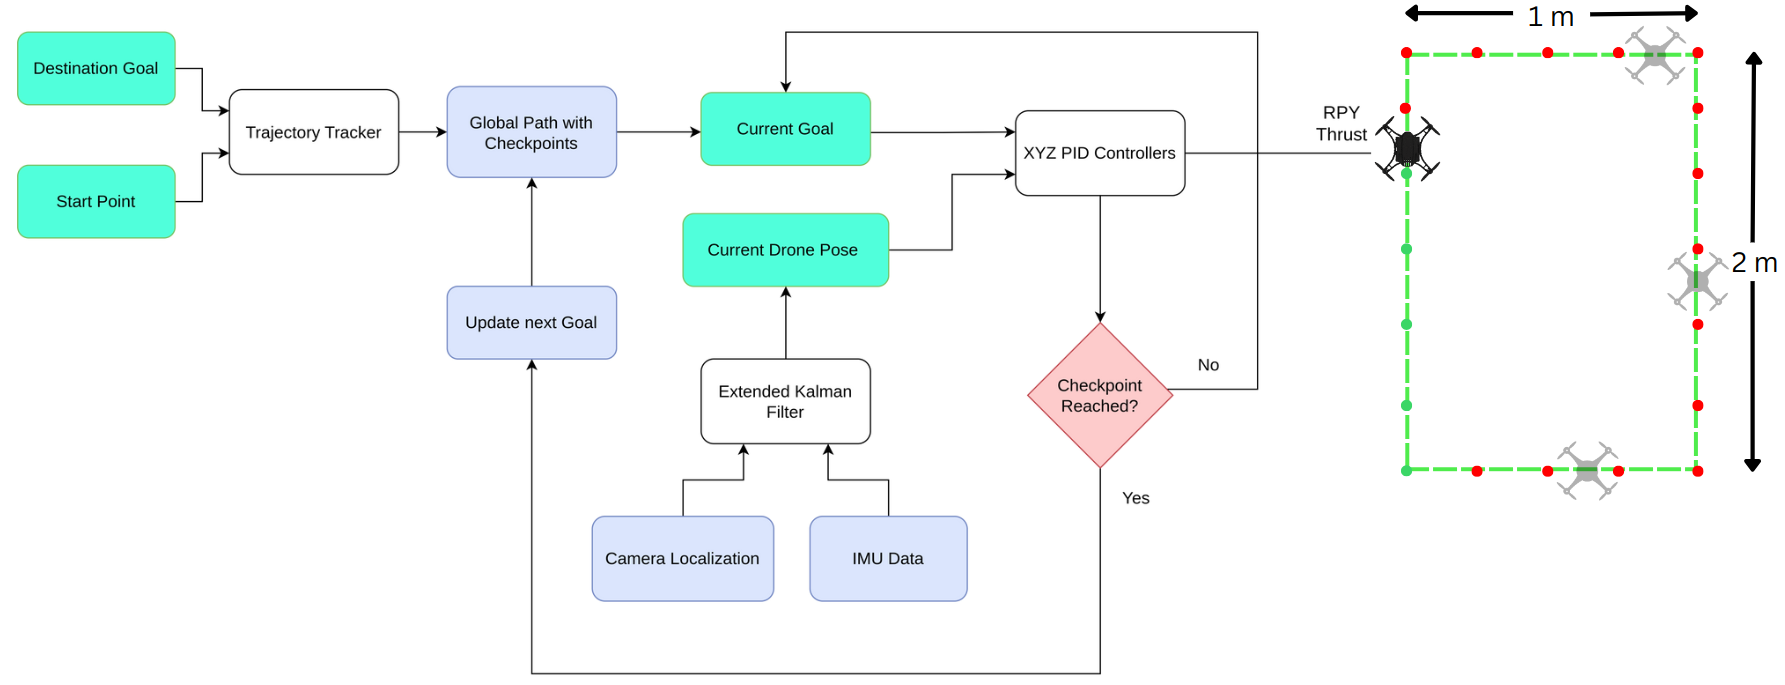 1 m
Destination Goal
Trajectory Tracker
Start Point
Global Path with
Checkpoints
Current Goal
XYZ PID Controllers
RPY
Thrust
Current Drone Pose
2 m
Update next Goal
Extended Kalman
Filter
Checkpoint
Reached?
No
Yes
Camera Localization
IMU Data